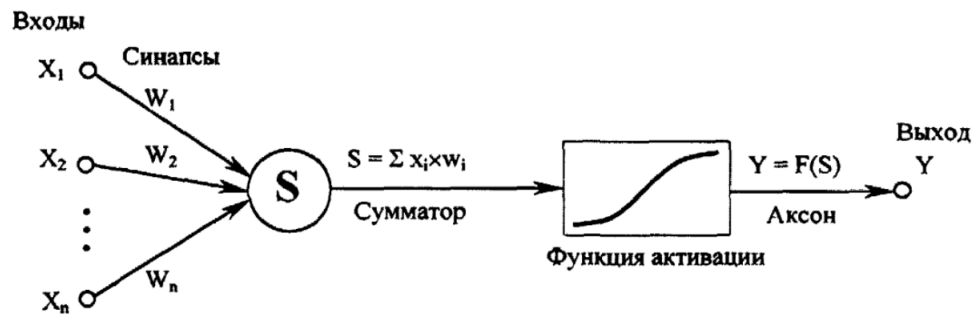 Входы
X₁
Синапсы
W₁
X₂
W₂
S
S = Σ xᵢ×wᵢ
Сумматор
Функция активации
Y = F(S)
Аксон
Выход
Y
Wₙ
Xₙ